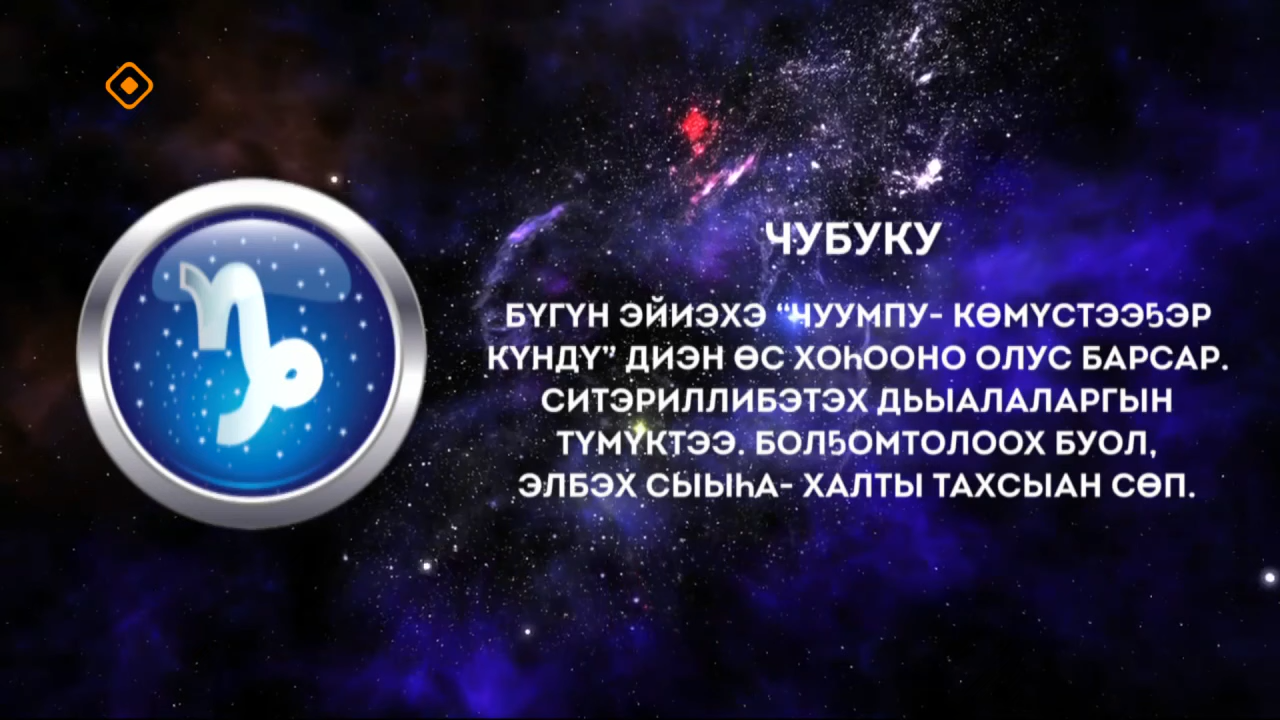 ЧУБУКУ
БҮГҮН ЭЙИЭХЭ “ЧУУМПУ- КӨМҮСТЭЭҔЭР
КҮНДҮ” ДИЭН ӨС ХОҺООНО ОЛУС БАРСАР.
СИТЭРИЛЛИБЭТЭХ ДЬЫАЛАЛАРГЫН
ТҮМҮКТЭЭ. БОЛҔОМТОЛООХ БУОЛ,
ЭЛБЭХ СЫЫҺА- ХАЛТЫ ТАХСЫАН СӨП.